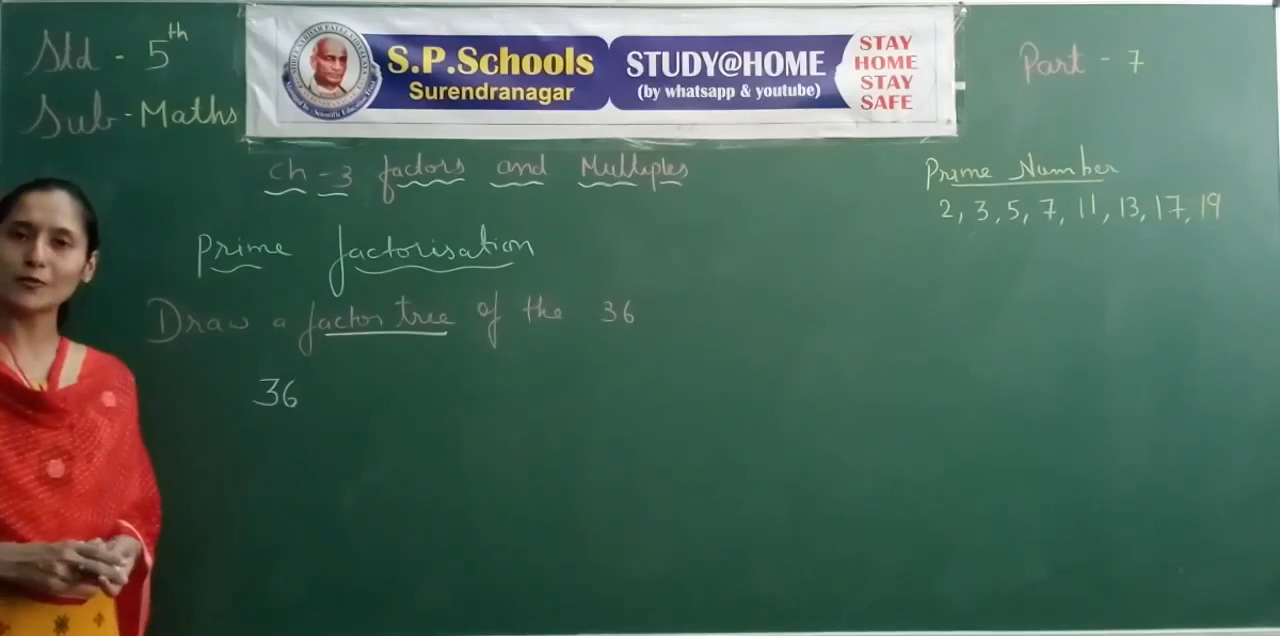 Std - 5th
Sub - Maths
S.P.Schools
Surendranagar
STUDY@HOME
(by whatsapp & youtube)
STAY
HOME
STAY
SAFE
Part - 7
Ch - 3 factors and Multiples
Prime Number
2, 3, 5, 7, 11, 13, 17, 19
Prime factorisation
Draw a factor tree of the 36
36